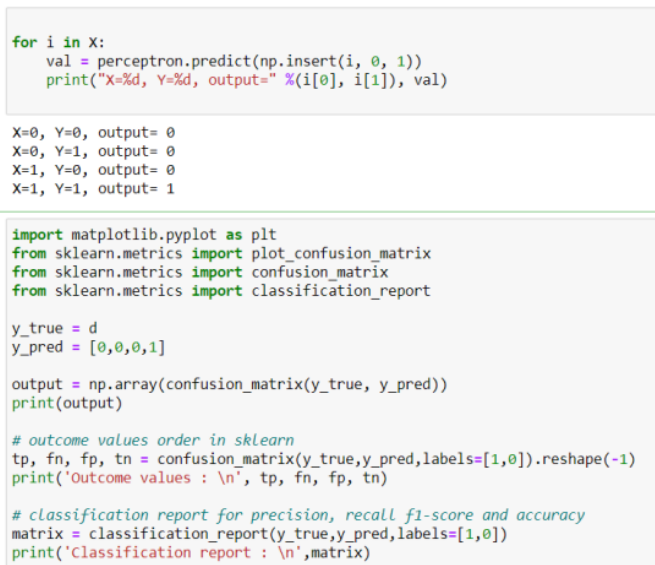 for i in X:
    val = perceptron.predict(np.insert(i, 0, 1))
    print("X=%d, Y=%d, output=" %(i[0], i[1]), val)
X=0, Y=0, output= 0
X=0, Y=1, output= 0
X=1, Y=0, output= 0
X=1, Y=1, output= 1
import matplotlib.pyplot as plt
from sklearn.metrics import plot_confusion_matrix
from sklearn.metrics import confusion_matrix
from sklearn.metrics import classification_report
y_true = d
y_pred = [0,0,0,1]
output = np.array(confusion_matrix(y_true, y_pred))
print(output)
# outcome values order in sklearn
tp, fn, fp, tn = confusion_matrix(y_true,y_pred,labels=[1,0]).reshape(-1)
print('Outcome values : \n', tp, fn, fp, tn)
# classification report for precision, recall f1-score and accuracy
matrix = classification_report(y_true,y_pred,labels=[1,0])
print('Classification report : \n',matrix)